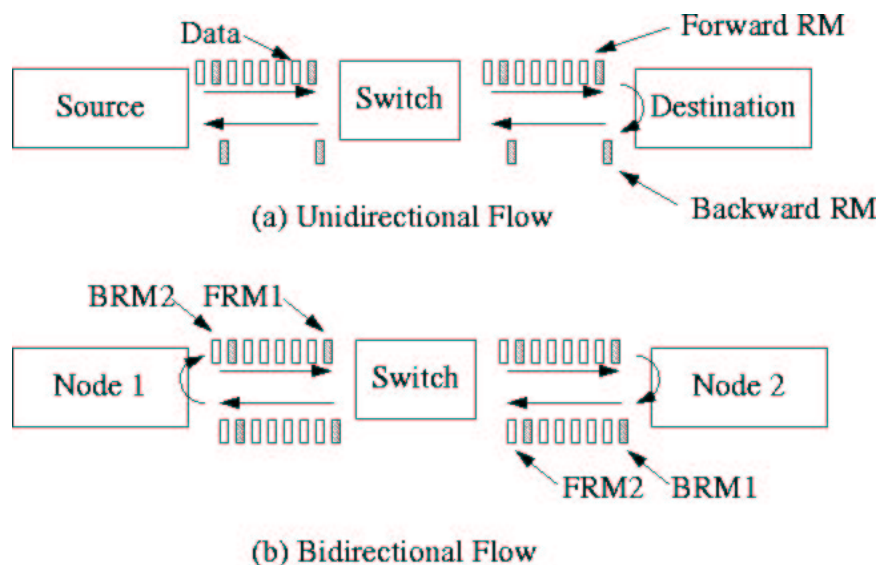 Data
Forward RM
Source
Switch
Destination
Backward RM
(a) Unidirectional Flow
BRM2
FRM1
Node 1
Switch
Node 2
FRM2
BRM1
(b) Bidirectional Flow